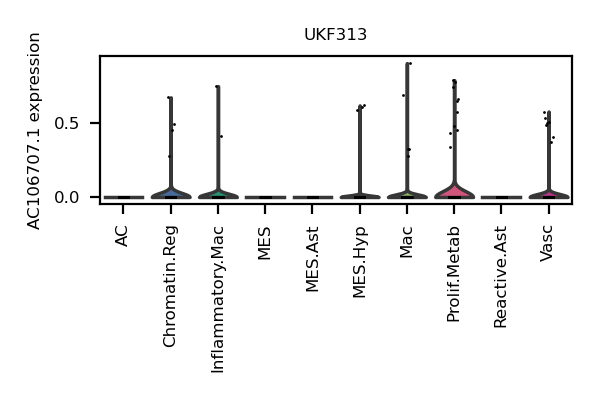 UKF313
AC106707.1 expression
0.5
0.0
AC
Chromatin.Reg
Inflammatory.Mac
MES
MES.Ast
MES.Hyp
Mac
Prolif.Metab
Reactive.Ast
Vasc